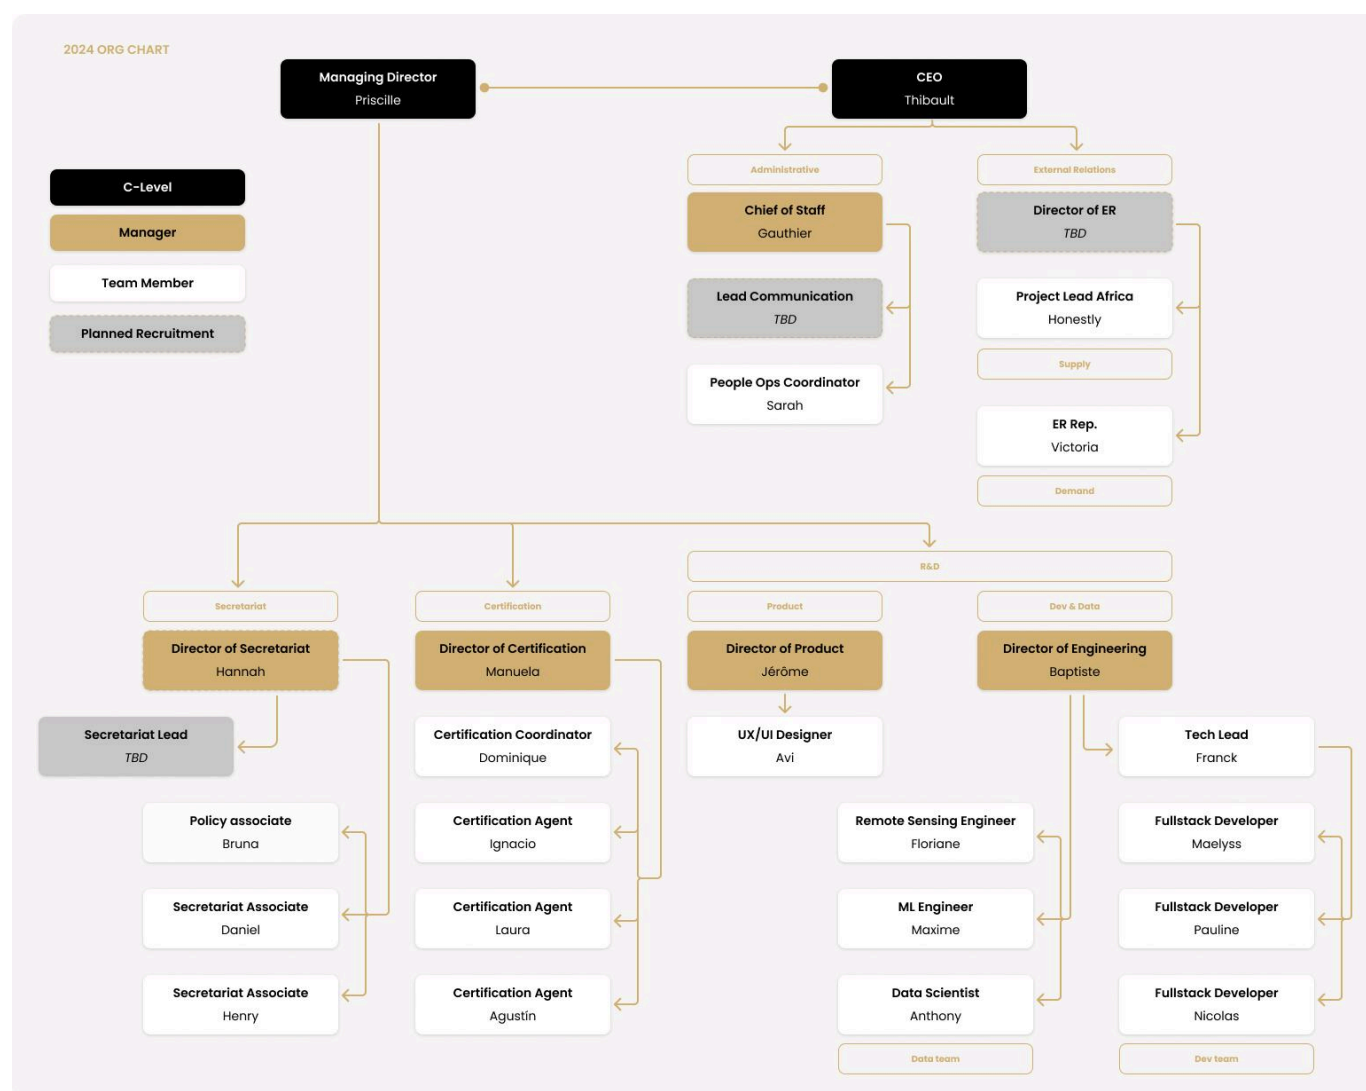 2024 ORG CHART
Managing Director
Priscille
CEO
Thibault
C-Level
Manager
Team Member
Planned Recruitment
Administrative
Chief of Staff
Gauthier
Lead Communication
TBD
People Ops Coordinator
Sarah
External Relations
Director of ER
TBD
Project Lead Africa
Honestly
Supply
ER Rep.
Victoria
Demand
Secretariat
Director of Secretariat
Hannah
Secretariat Lead
TBD
Policy associate
Bruna
Secretariat Associate
Daniel
Secretariat Associate
Henry
Certification
Director of Certification
Manuela
Certification Coordinator
Dominique
Certification Agent
Ignacio
Certification Agent
Laura
Certification Agent
Agustín
R&D
Product
Director of Product
Jérôme
UX/UI Designer
Avi
Dev & Data
Director of Engineering
Baptiste
Remote Sensing Engineer
Floriane
ML Engineer
Maxime
Data Scientist
Anthony
Data team
Tech Lead
Franck
Fullstack Developer
Maelyss
Fullstack Developer
Pauline
Fullstack Developer
Nicolas
Dev team